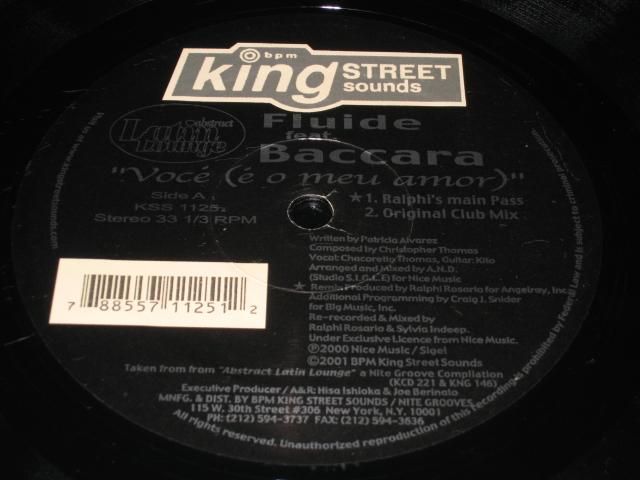 bpm
king STREET sounds
abstract
Latin
Lounge
Fluide
feat.
Baccara
"Você (é o meu amor)"
Side A
KSS 1125
Stereo 33 1/3 RPM
★1. Ralphi's main Pass
2. Original Club Mix
Written by Patricia Alvarez
Composed by Christopher Thomas
Vocal: Chacoretty Thomas, Guitar: Kito
Arranged and Mixed by A.N.D.
(Studio S.I.G.L.E) for Nice Music
★ Remix Produced by Ralphi Rosario for Angelray, Inc.
Additional Programming by Craig J. Snider
for Big Music, Inc.
Re-recorded & Mixed by
Ralphi Rosario & Sylvia Indeep.
Under Exclusive Licence from Nice Music.
℗2000 Nice Music / Sigel
©2001 BPM King Street Sounds
7 88557 11251 2
Taken from from "Abstract Latin Lounge" a Nite Groove Compilation
(KCD 221 & KNG 146)
Executive Producer / A&R: Hisa Ishioka & Joe Berinato
MNFG. & DIST. BY BPM KING STREET SOUNDS / NITE GROOVES
115 W. 30th Street #306 New York, N.Y. 10001
PH: (212) 594-3737 FAX: (212) 594-3636
All rights reserved. Unauthorized reproduction of this recording is prohibited by Federal Law and is subject to criminal
Visit us at www.kingstreetsounds.com